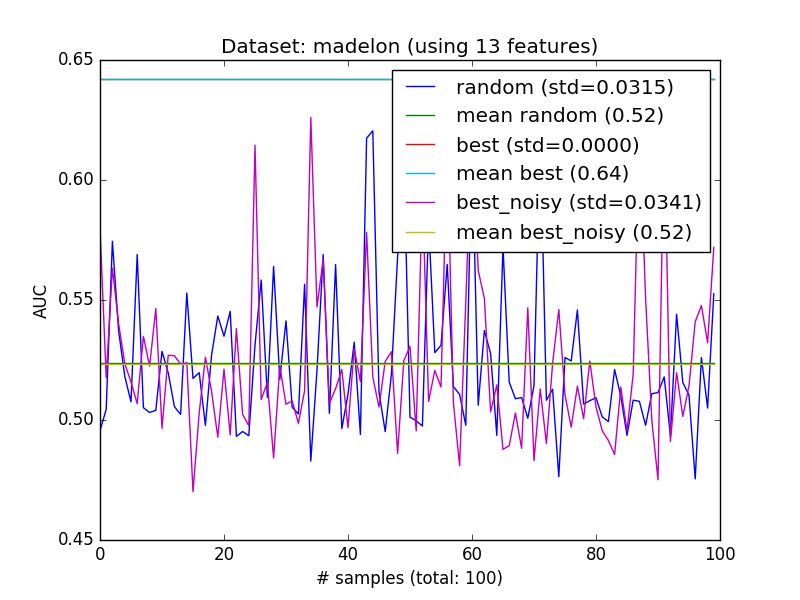 Dataset: madelon (using 13 features)
0.65
0.60
0.55
0.50
0.45
AUC
random (std=0.0315)
mean random (0.52)
best (std=0.0000)
mean best (0.64)
best_noisy (std=0.0341)
mean best_noisy (0.52)
0 20 40 60 80 100
# samples (total: 100)